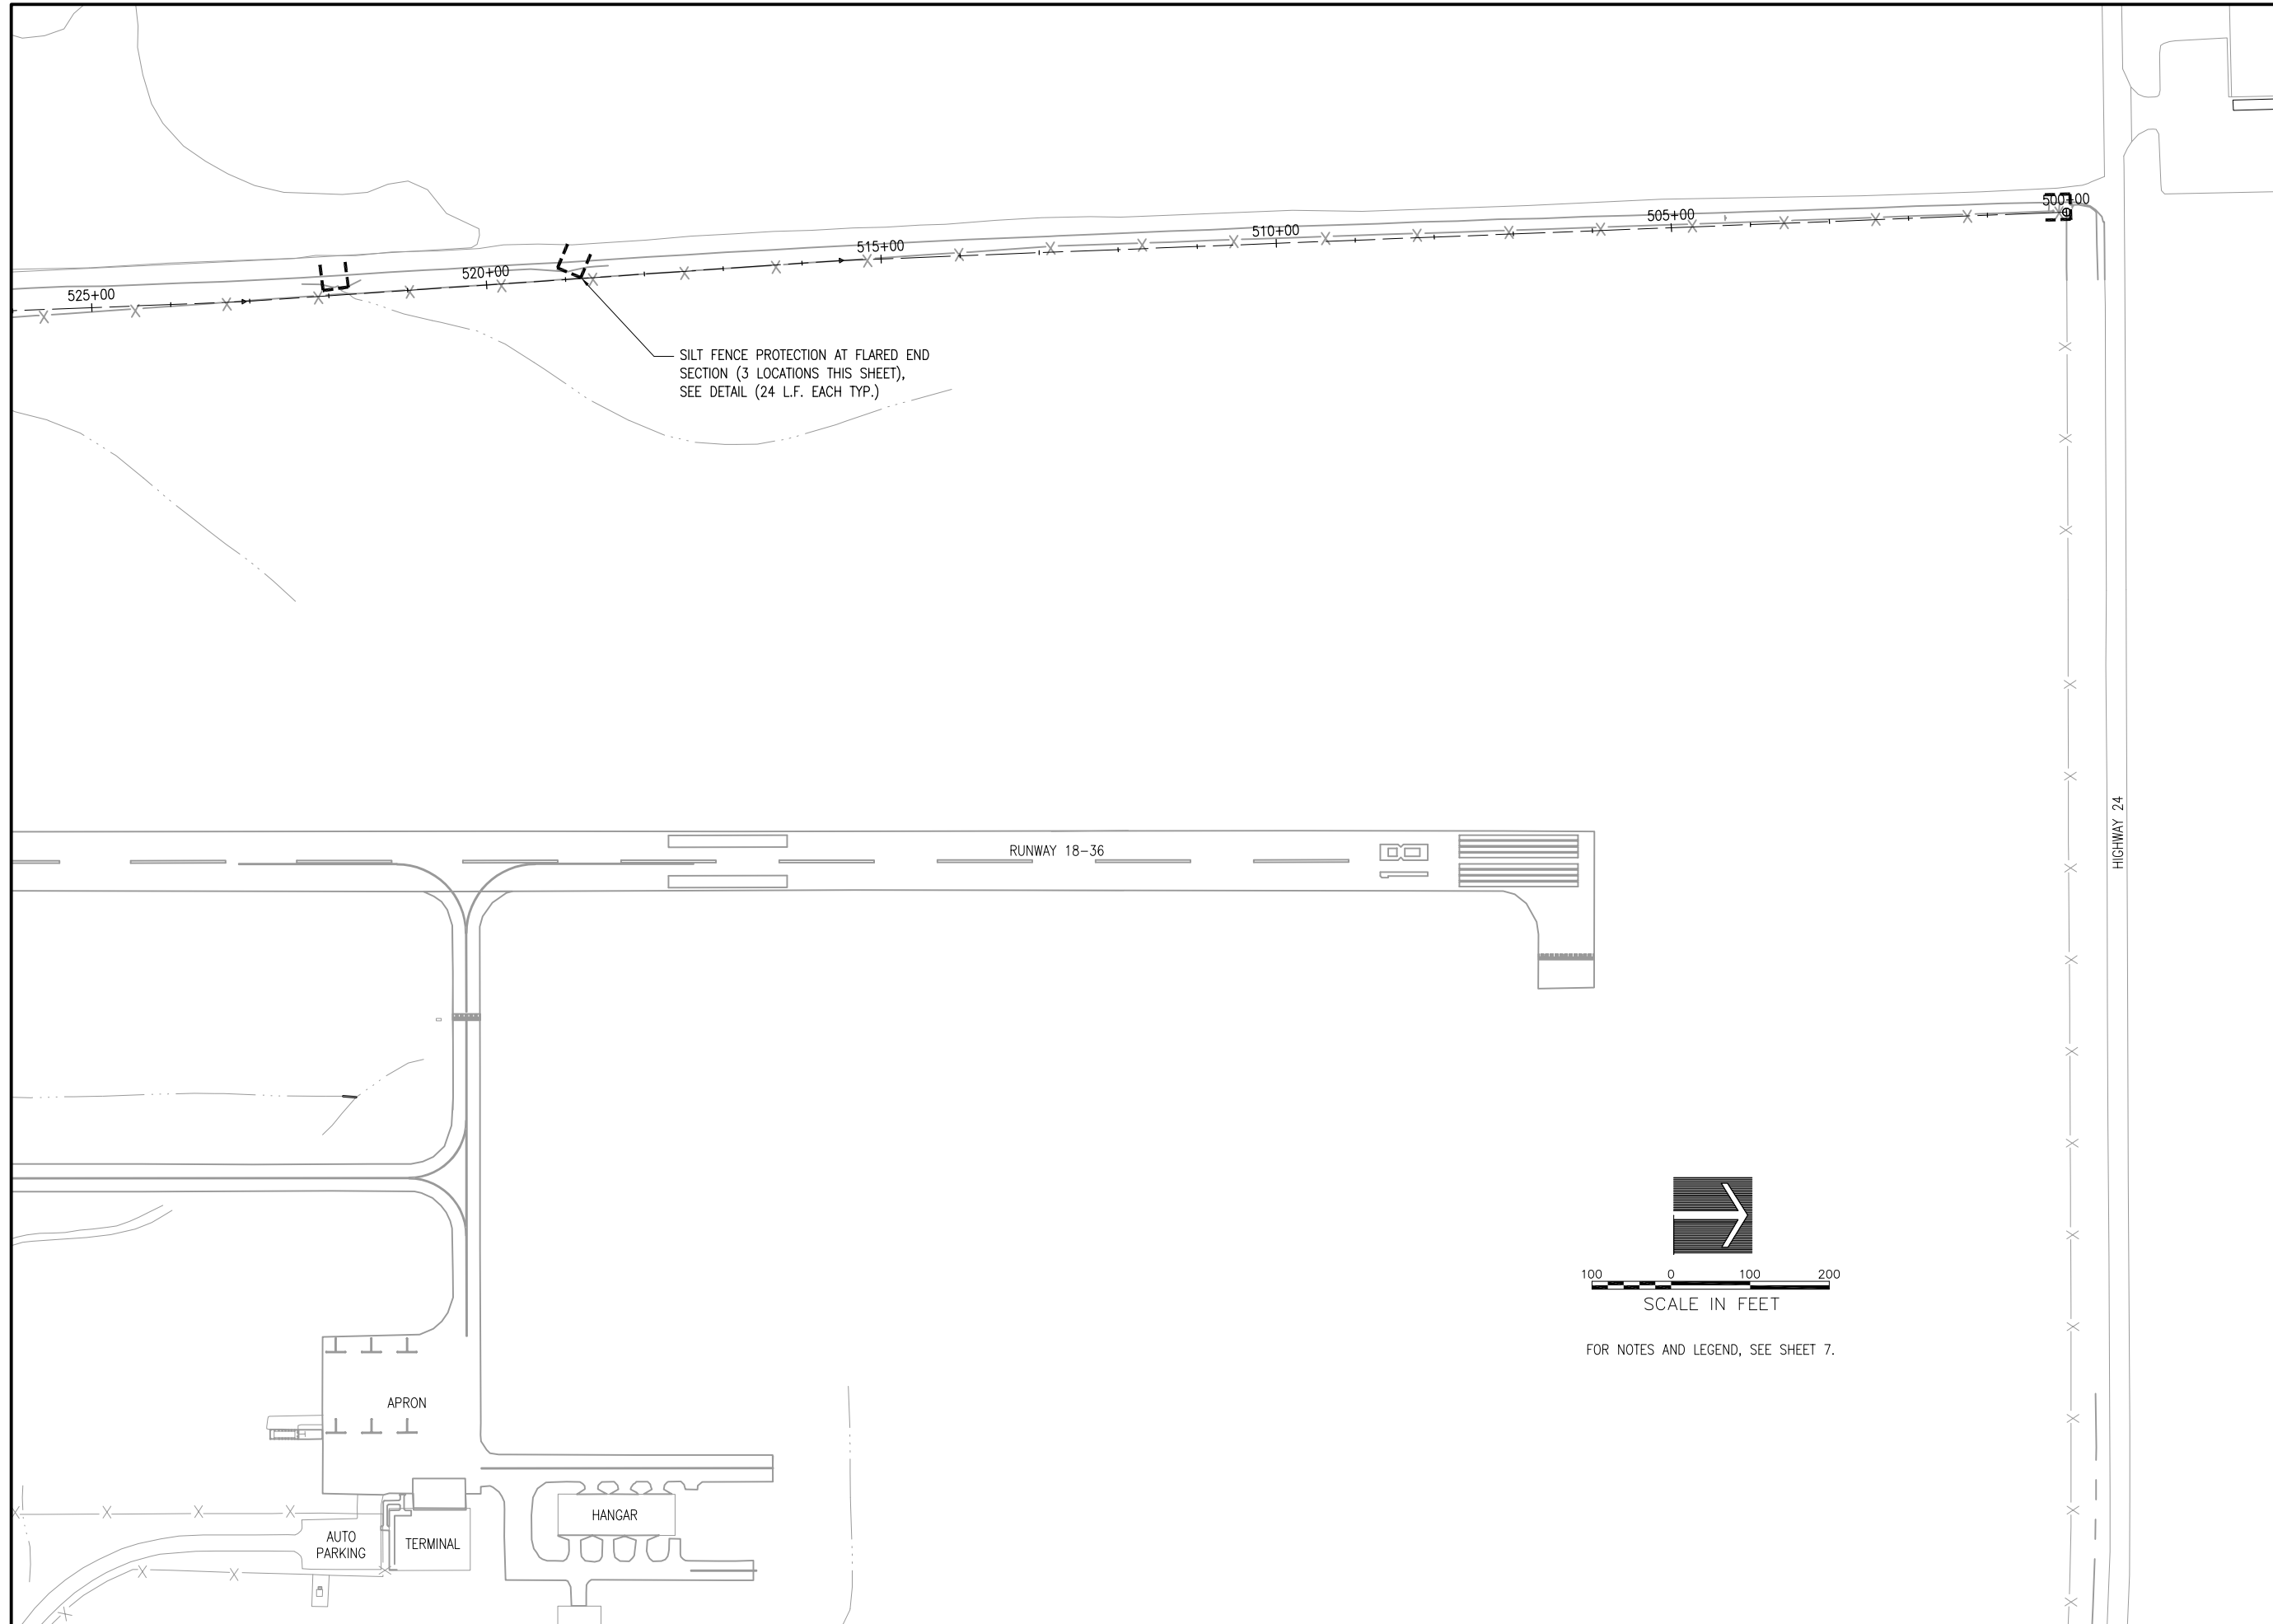 500+00
505+00
510+00
515+00
520+00
525+00
SILT FENCE PROTECTION AT FLARED END
SECTION (3 LOCATIONS THIS SHEET),
SEE DETAIL (24 L.F. EACH TYP.)
RUNWAY 18-36
HIGHWAY 24
100 0 100 200
SCALE IN FEET
FOR NOTES AND LEGEND, SEE SHEET 7.
APRON
HANGAR
AUTO
PARKING
TERMINAL